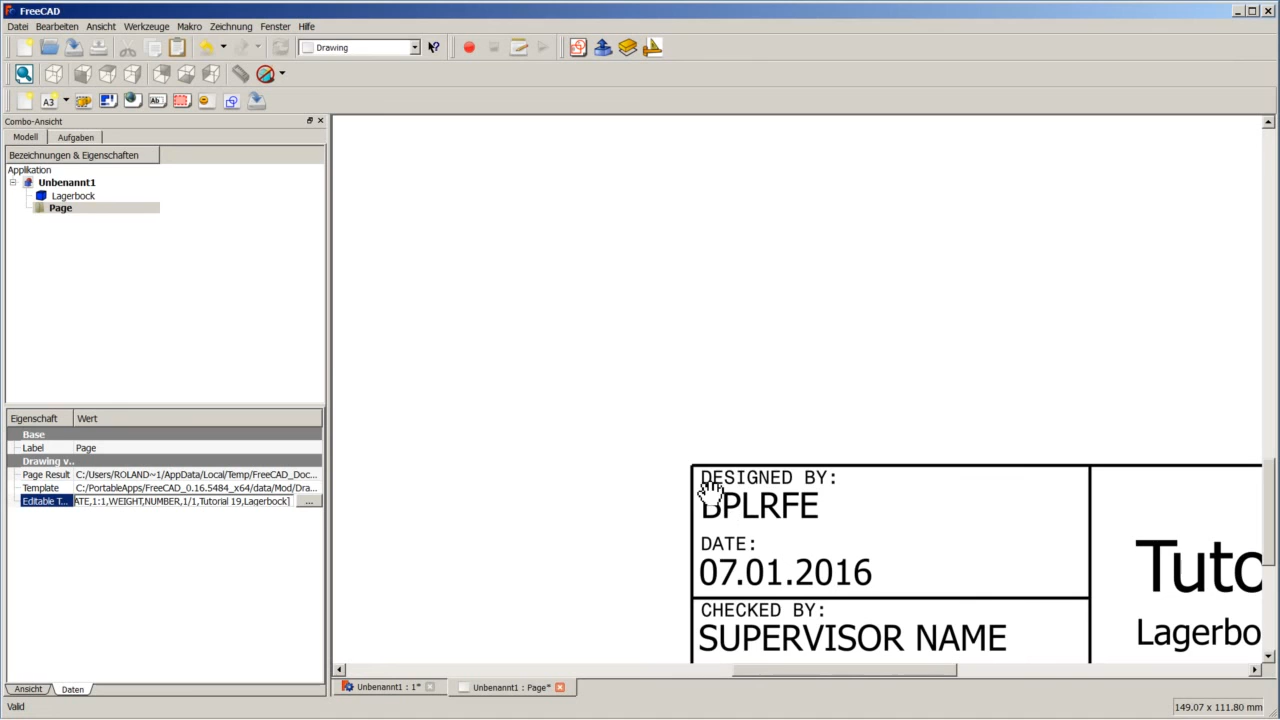 FreeCAD
Datei Bearbeiten Ansicht Werkzeuge Makro Zeichnung Fenster Hilfe
Drawing
A3 Ab
Combo-Ansicht
Modell Aufgaben
Bezeichnungen & Eigenschaften
Applikation
Unbenannt1
Lagerbock
Page
Eigenschaft Wert
Base
Label Page
Drawing v..
Page Result C:/Users/ROLAND~1/AppData/Local/Temp/FreeCAD_Doc...
Template C:/PortableApps/FreeCAD_0.16.5484_x64/data/Mod/Dra...
Editable T... ATE,1:1,WEIGHT,NUMBER,1/1,Tutorial 19,Lagerbock] ...
DESIGNED BY:
BPLRFE
DATE:
07.01.2016
CHECKED BY:
SUPERVISOR NAME
Tuto
Lagerbo
Ansicht Daten
Unbenannt1 : 1* Unbenannt1 : Page*
Valid
149.07 x 111.80 mm